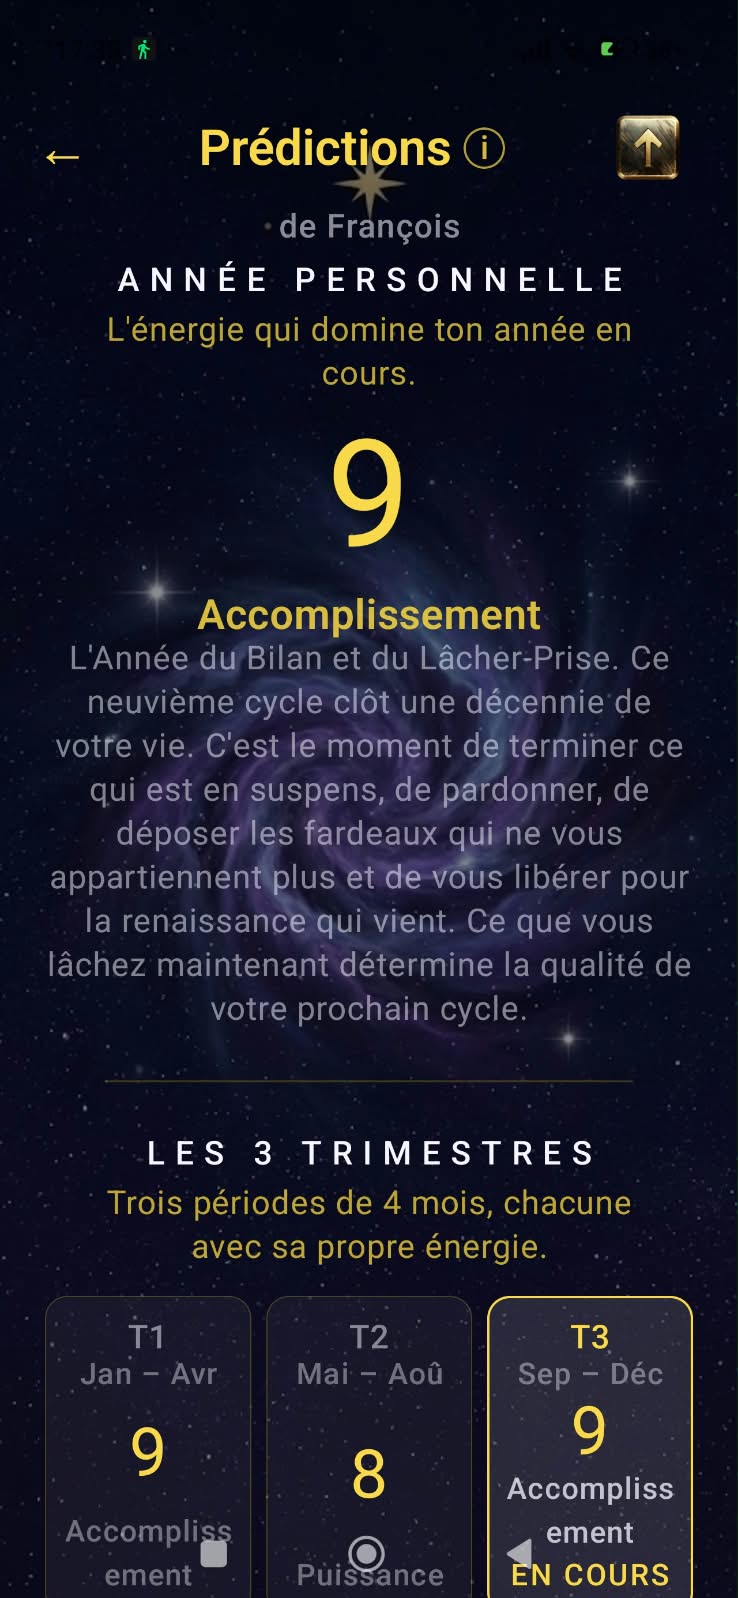 Prédictions
de François
ANNÉE PERSONNELLE
L'énergie qui domine ton année en
cours.
9
Accomplissement
L'Année du Bilan et du Lâcher-Prise. Ce
neuvième cycle clôt une décennie de
votre vie. C'est le moment de terminer ce
qui est en suspens, de pardonner, de
déposer les fardeaux qui ne vous
appartiennent plus et de vous libérer pour
la renaissance qui vient. Ce que vous
lâchez maintenant détermine la qualité de
votre prochain cycle.
LES 3 TRIMESTRES
Trois périodes de 4 mois, chacune
avec sa propre énergie.
T1
Jan – Avr
9
Accompliss
ement
T2
Mai – Aoû
8
Puissance
T3
Sep – Déc
9
Accompliss
ement
EN COURS